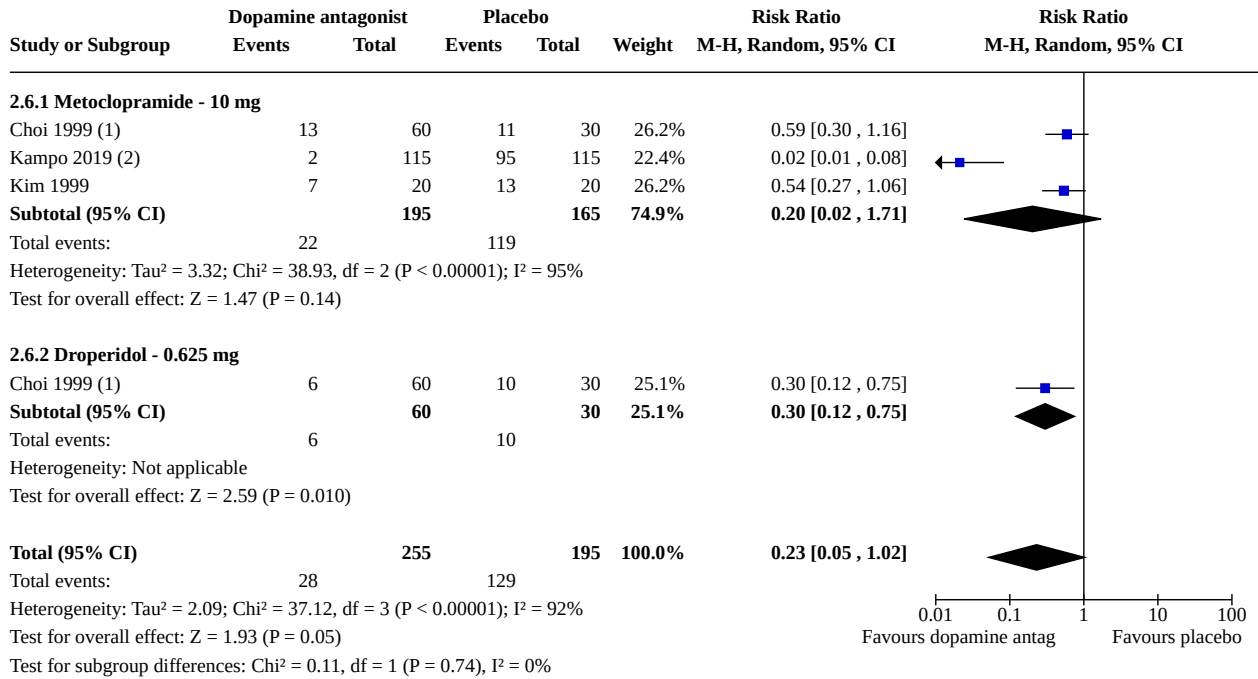 Dopamine antagonist Placebo Risk Ratio Risk Ratio
Study or Subgroup Events Total Events Total Weight M-H, Random, 95% CI M-H, Random, 95% CI
2.6.1 Metoclopramide - 10 mg
Choi 1999 (1) 13 60 11 30 26.2% 0.59 [0.30 , 1.16]
Kampo 2019 (2) 2 115 95 115 22.4% 0.02 [0.01 , 0.08]
Kim 1999 7 20 13 20 26.2% 0.54 [0.27 , 1.06]
Subtotal (95% CI) 195 165 74.9% 0.20 [0.02 , 1.71]
Total events: 22 119
Heterogeneity: Tau² = 3.32; Chi² = 38.93, df = 2 (P < 0.00001); I² = 95%
Test for overall effect: Z = 1.47 (P = 0.14)
2.6.2 Droperidol - 0.625 mg
Choi 1999 (1) 6 60 10 30 25.1% 0.30 [0.12 , 0.75]
Subtotal (95% CI) 60 30 25.1% 0.30 [0.12 , 0.75]
Total events: 6 10
Heterogeneity: Not applicable
Test for overall effect: Z = 2.59 (P = 0.010)
Total (95% CI) 255 195 100.0% 0.23 [0.05 , 1.02]
Total events: 28 129
Heterogeneity: Tau² = 2.09; Chi² = 37.12, df = 3 (P < 0.00001); I² = 92%
0.01 0.1 1 10 100
Test for overall effect: Z = 1.93 (P = 0.05)
Favours dopamine antag Favours placebo
Test for subgroup differences: Chi² = 0.11, df = 1 (P = 0.74), I² = 0%